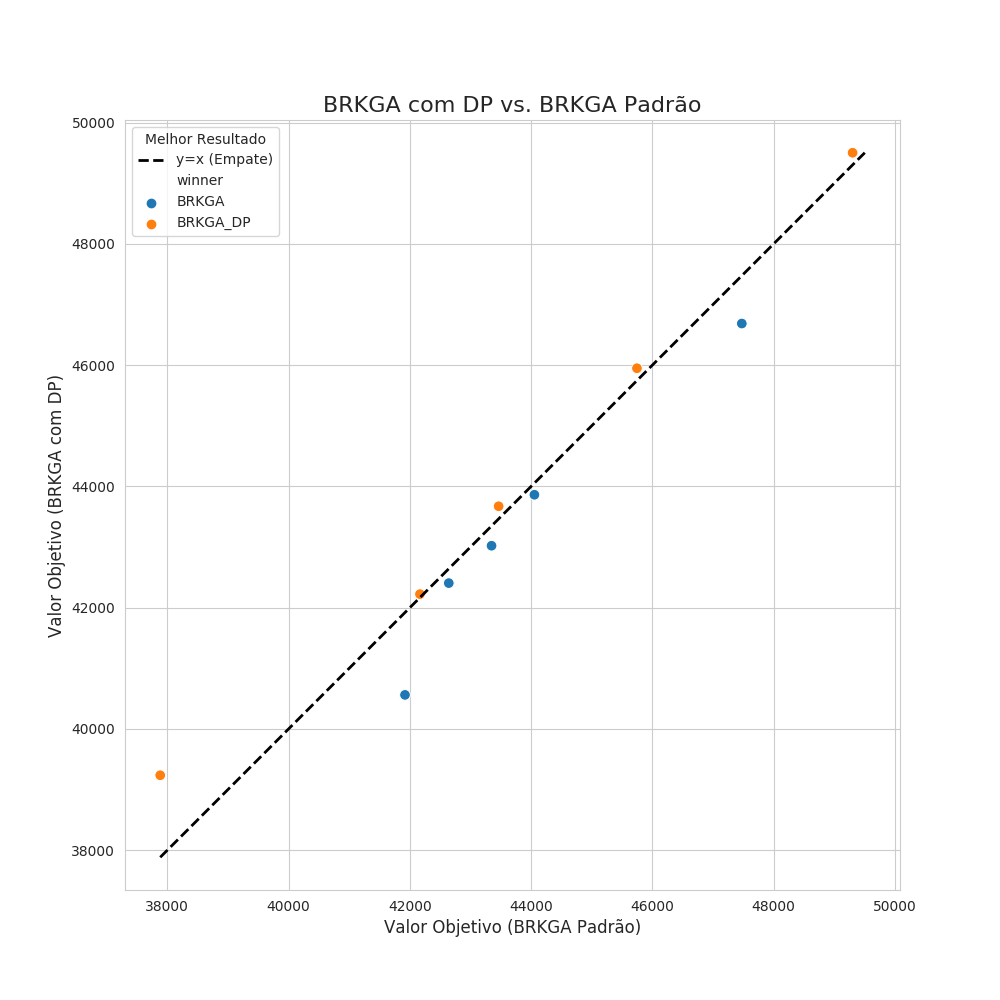 BRKGA com DP vs. BRKGA Padrão
Melhor Resultado
y=x (Empate)
winner
BRKGA
BRKGA_DP
Valor Objetivo (BRKGA com DP)
50000
48000
46000
44000
42000
40000
38000
38000
40000
42000
44000
46000
48000
50000
Valor Objetivo (BRKGA Padrão)